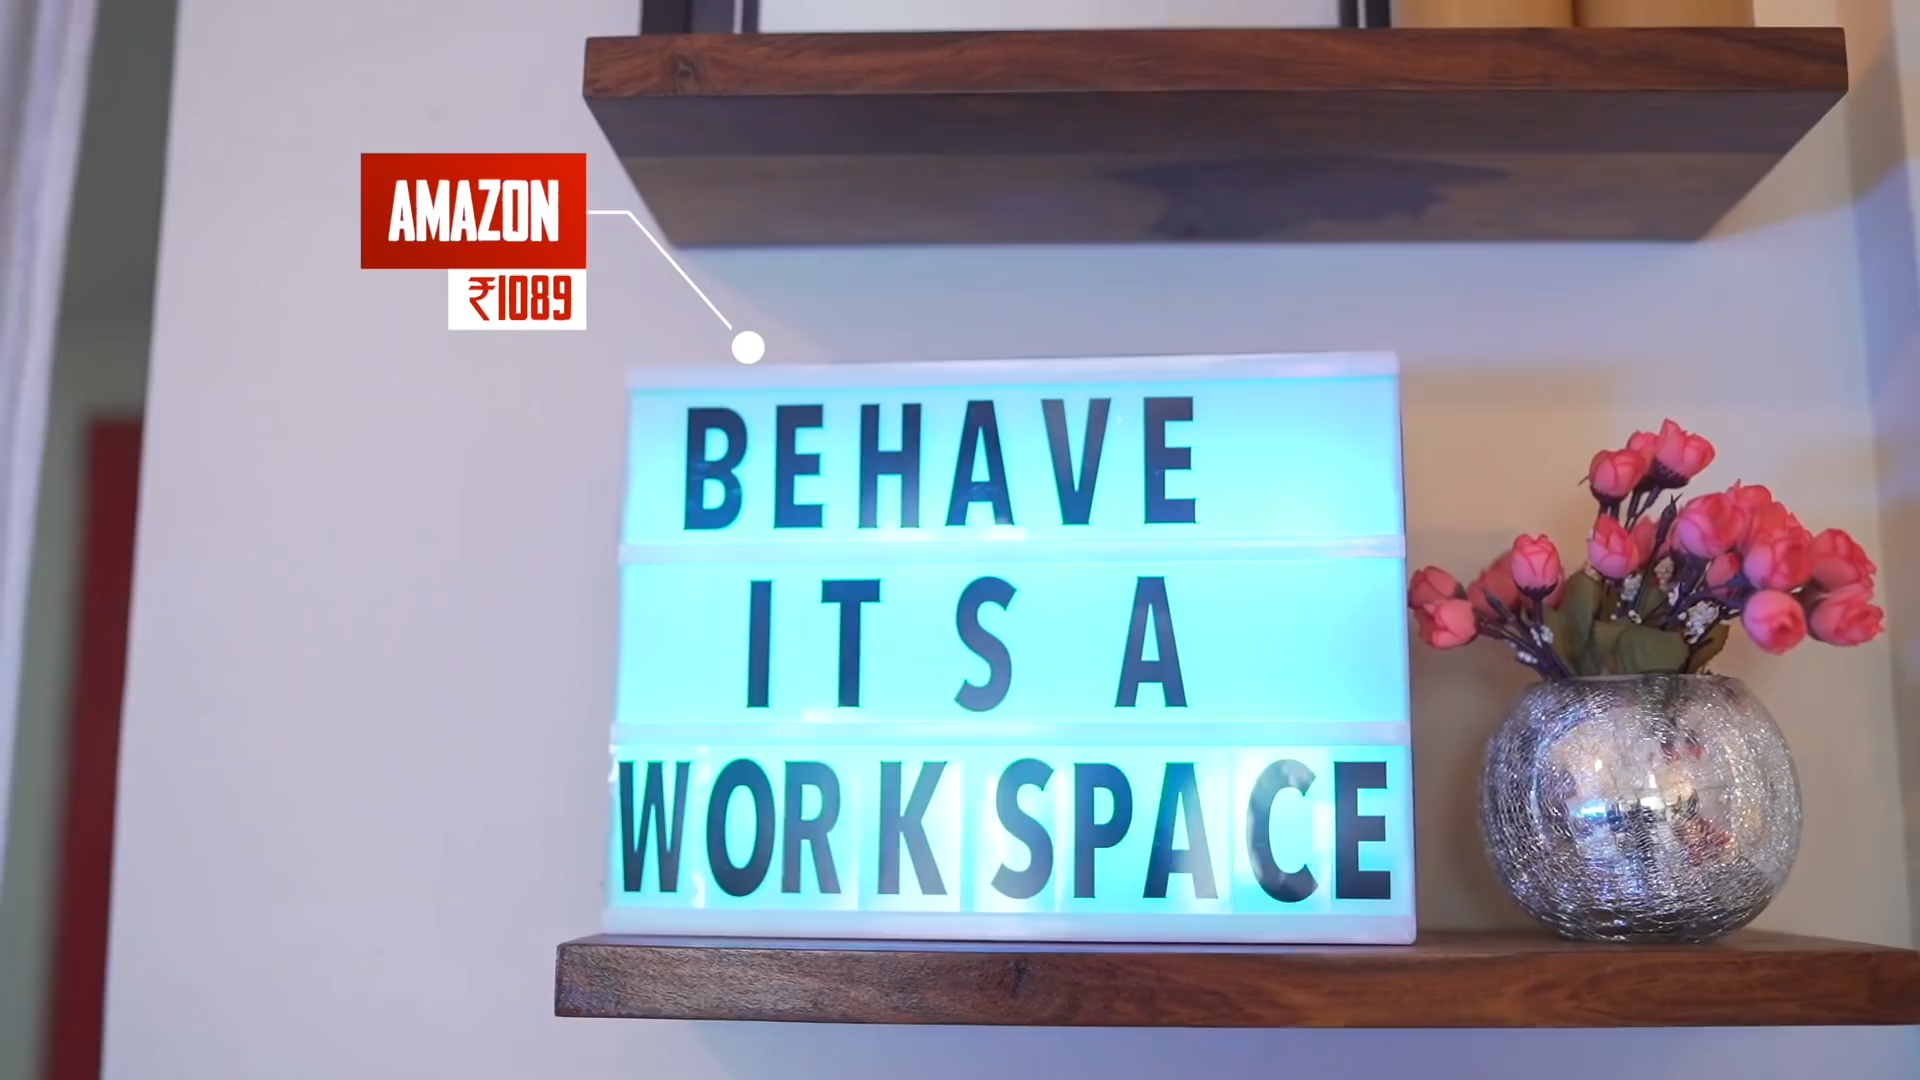 AMAZON
₹1089
BEHAVE
ITS A
WORKSPACE